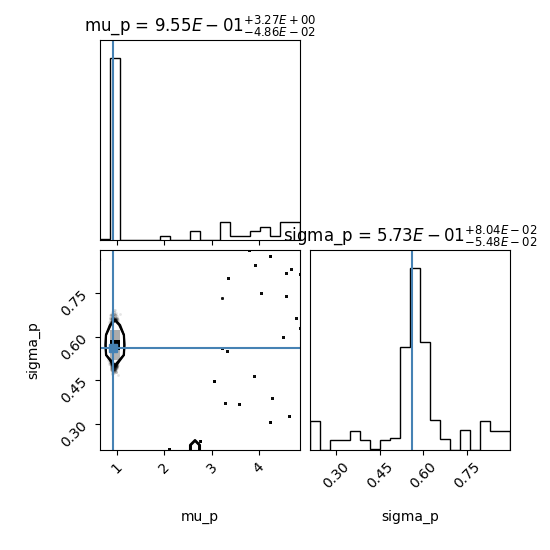 mu_p = 9.55E − 01+3.27E+00 −4.86E−02
sigma_p = 5.73E − 01+8.04E−02 −5.48E−02
0.75
0.60
0.45
0.30
sigma_p
1 2 3 4
mu_p
0.30 0.45 0.60 0.75
sigma_p